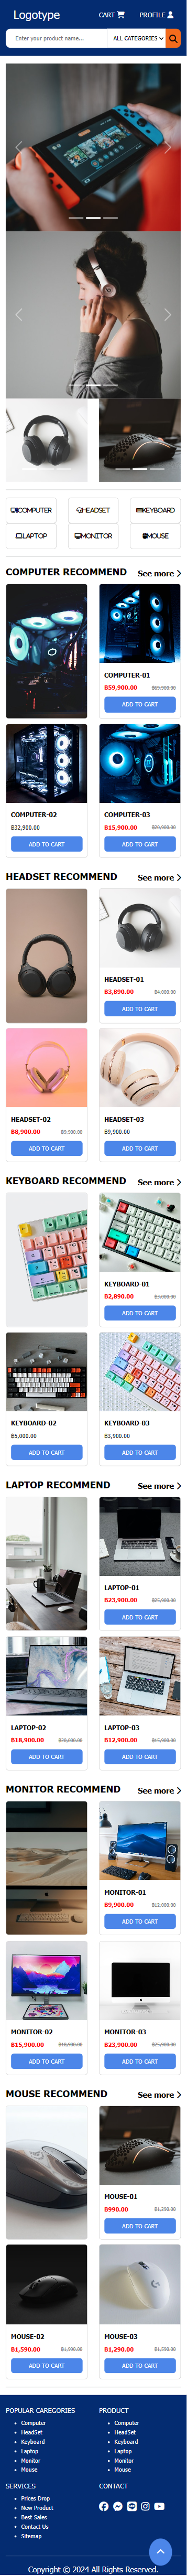 Logotype CART PROFILE
Enter your product name... ALL CATEGORIES
COMPUTER HEADSET KEYBOARD
LAPTOP MONITOR MOUSE
COMPUTER RECOMMEND See more
COMPUTER-01
฿59,900.00 ฿69,900.00
ADD TO CART
COMPUTER-02 COMPUTER-03
฿32,900.00 ฿15,900.00 ฿20,900.00
ADD TO CART ADD TO CART
HEADSET RECOMMEND See more
HEADSET-01
฿3,890.00 ฿4,000.00
ADD TO CART
HEADSET-02 HEADSET-03
฿8,900.00 ฿9,900.00 ฿9,900.00
ADD TO CART ADD TO CART
KEYBOARD RECOMMEND See more
KEYBOARD-01
฿2,890.00 ฿3,000.00
ADD TO CART
KEYBOARD-02 KEYBOARD-03
฿5,000.00 ฿3,900.00
ADD TO CART ADD TO CART
LAPTOP RECOMMEND See more
LAPTOP-01
฿23,900.00 ฿25,900.00
ADD TO CART
LAPTOP-02 LAPTOP-03
฿18,900.00 ฿20,000.00 ฿12,900.00 ฿15,900.00
ADD TO CART ADD TO CART
MONITOR RECOMMEND See more
MONITOR-01
฿9,900.00 ฿12,000.00
ADD TO CART
MONITOR-02 MONITOR-03
฿15,900.00 ฿16,900.00 ฿23,900.00 ฿25,900.00
ADD TO CART ADD TO CART
MOUSE RECOMMEND See more
MOUSE-01
฿990.00 ฿1,290.00
ADD TO CART
MOUSE-02 MOUSE-03
฿1,590.00 ฿1,990.00 ฿1,290.00 ฿1,590.00
ADD TO CART ADD TO CART
POPULAR CAREGORIES PRODUCT
Computer Computer
HeadSet HeadSet
Keyboard Keyboard
Laptop Laptop
Monitor Monitor
Mouse Mouse
SERVICES CONTACT
Prices Drop
New Product
Best Sales
Contact Us
Sitemap
Copyright © 2024 All Rights Reserved.